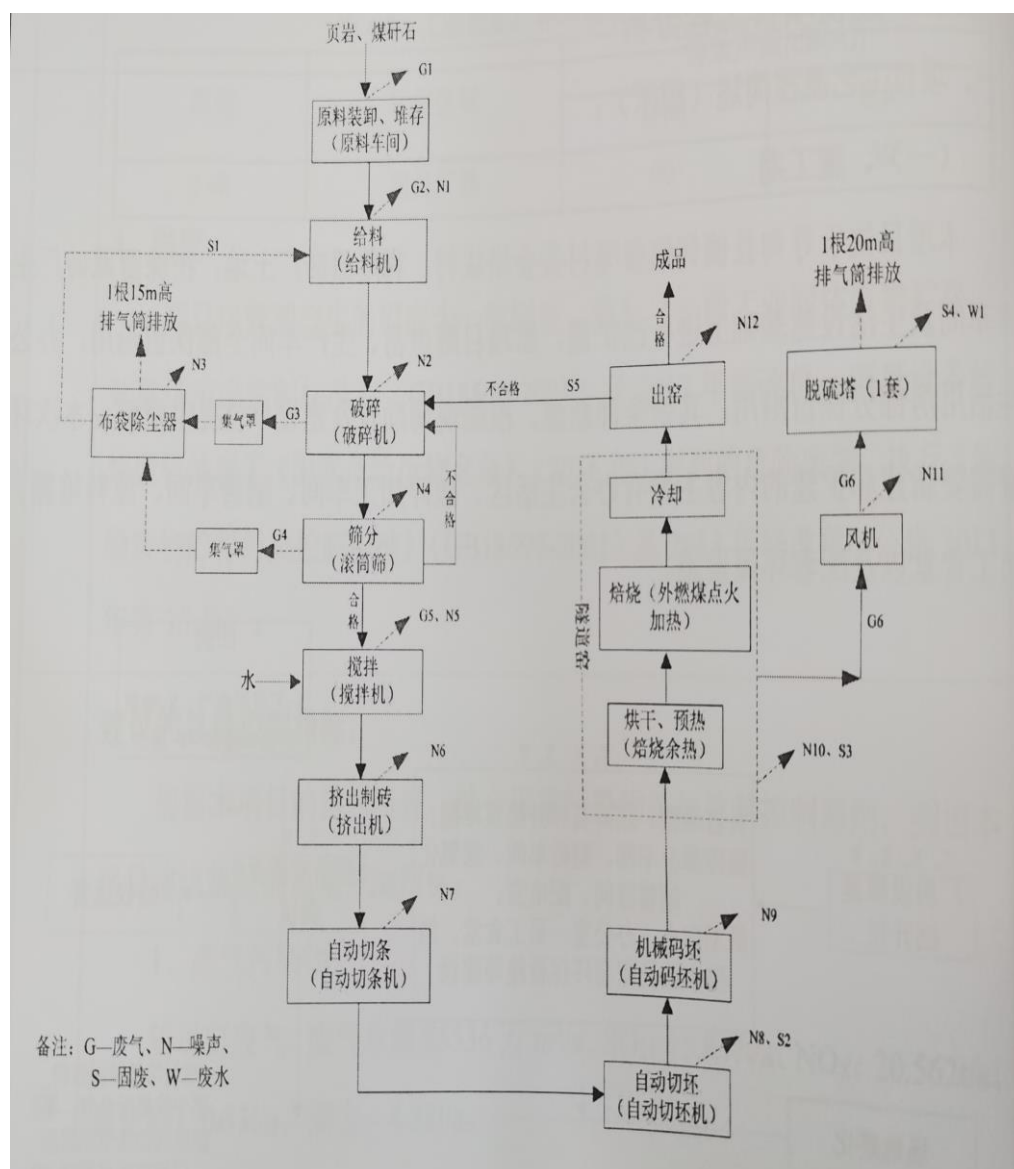 页岩、煤矸石
G1
原料装卸、堆存
(原料车间)
G2、N1
给料
(给料机)
S1
1根15m高
排气筒排放
N3
布袋除尘器
集气罩
G3
N2
破碎
(破碎机)
不合格
N4
集气罩
G4
筛分
(滚筒筛)
合格
G5、N5
水
搅拌
(搅拌机)
N6
挤出制砖
(挤出机)
N7
自动切条
(自动切条机)
N8、S2
自动切坯
(自动切坯机)
N9
机械码坯
(自动码坯机)
隧道窑
烘干、预热
(焙烧余热)
焙烧(外燃煤点火
加热)
冷却
N10、S3
不合格
S5
出窑
N12
合格
成品
G6
风机
N11
G6
脱硫塔(1套)
S4、W1
1根20m高
排气筒排放
备注:G—废气、N—噪声、
S—固废、W—废水